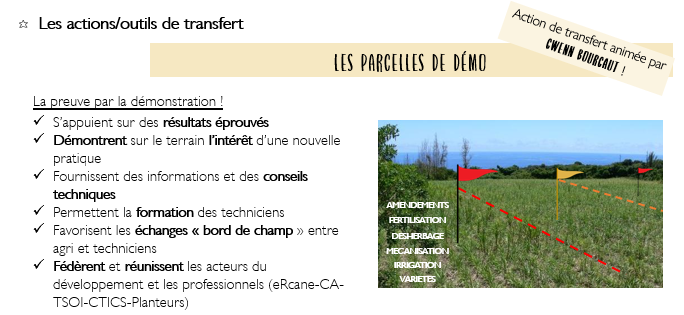 ☆ Les actions/outils de transfert
Action de transfert animée par
GWENN BOURGAUT !
LES PARCELLES DE DÉMO
La preuve par la démonstration !
✓ S'appuient sur des résultats éprouvés
✓ Démontrent sur le terrain l'intérêt d'une nouvelle
pratique
✓ Fournissent des informations et des conseils
techniques
✓ Permettent la formation des techniciens
✓ Favorisent les échanges « bord de champ » entre
agri et techniciens
✓ Fédèrent et réunissent les acteurs du
développement et les professionnels (eRcane-CA-
TSOI-CTICS-Planteurs)
AMENDEMENTS
FERTILISATION
DESHERBAGE
MECANISATION
IRRIGATION
VARIETES